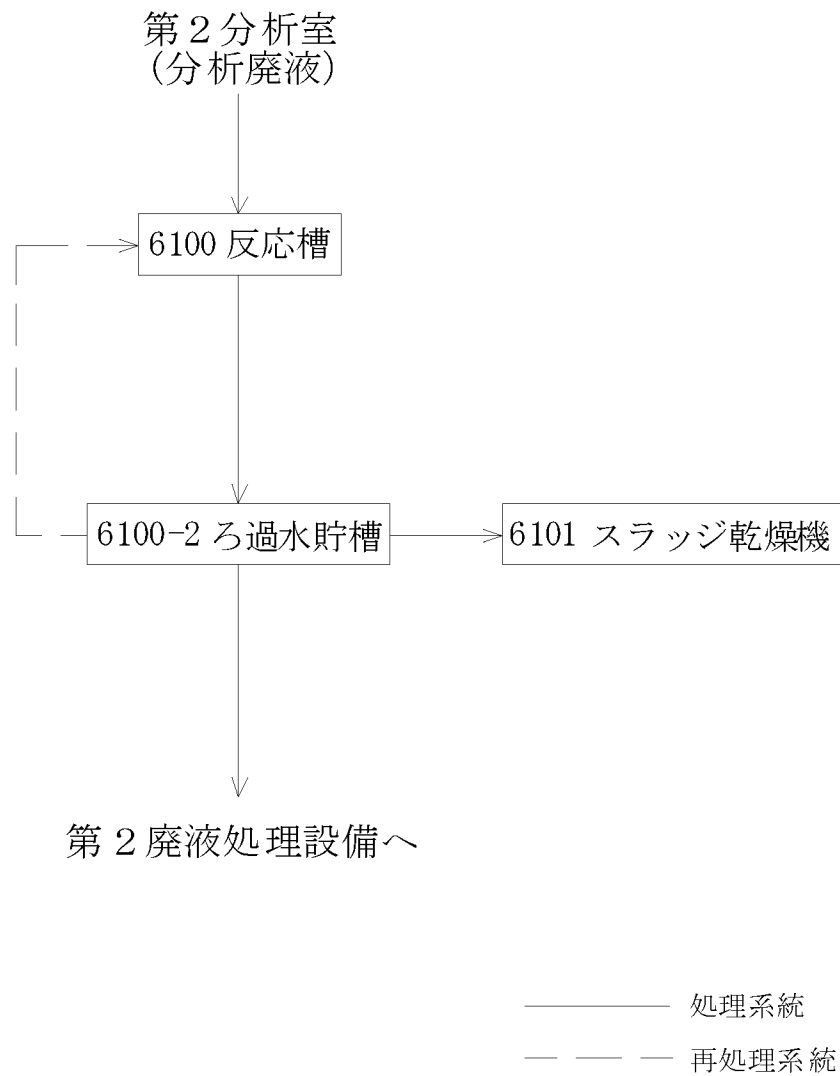 第２分析室
(分析廃液)
6100 反応槽
6100-2 ろ過水貯槽
6101 スラッジ乾燥機
第２廃液処理設備へ
処理系統
再処理系統